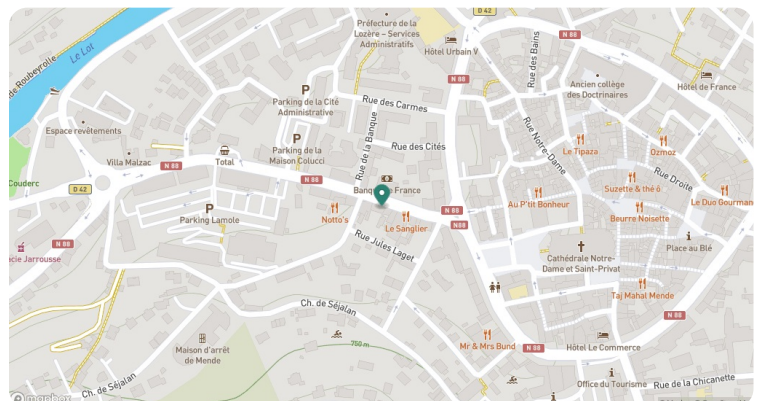 D 42
Préfecture de la
Lozère – Services
Administratifs
Hôtel Urbain V
N 88
Le Lot
de Roubeyrolle
Rue des Bains
Ancien collège
des Doctrinaires
Hôtel de France
N 88
P
Parking de la Cité
Administrative
Rue des Carmes
Espace revêtements
P
Parking de la
Maison Colucci
Rue de la Banque
Rue des Cités
Rue Notre-Dame
Le Tipaza
Ozmoz
Villa Malzac
N 88
Total
N 88
Rue Droite
Couderc
D 42
Suzette & thé ô
P
Parking Lamole
Notto's
Le Sanglier
N88
Au P'tit Bonheur
Beurre Noisette
Le Duo Gourman
N 88
ecie Jarrousse
Rue Jules Laget
Cathédrale Notre-
Dame et Saint-Privat
Place au Blé
Ch. de Séjalan
Taj Mahal Mende
N 88
Maison d'arrêt
de Mende
750 m
Mr & Mrs Bund
N 88
Hôtel Le Commerce
Ch. de Séjalan
Office du Tourisme
Rue de la Chicanette
mapbox